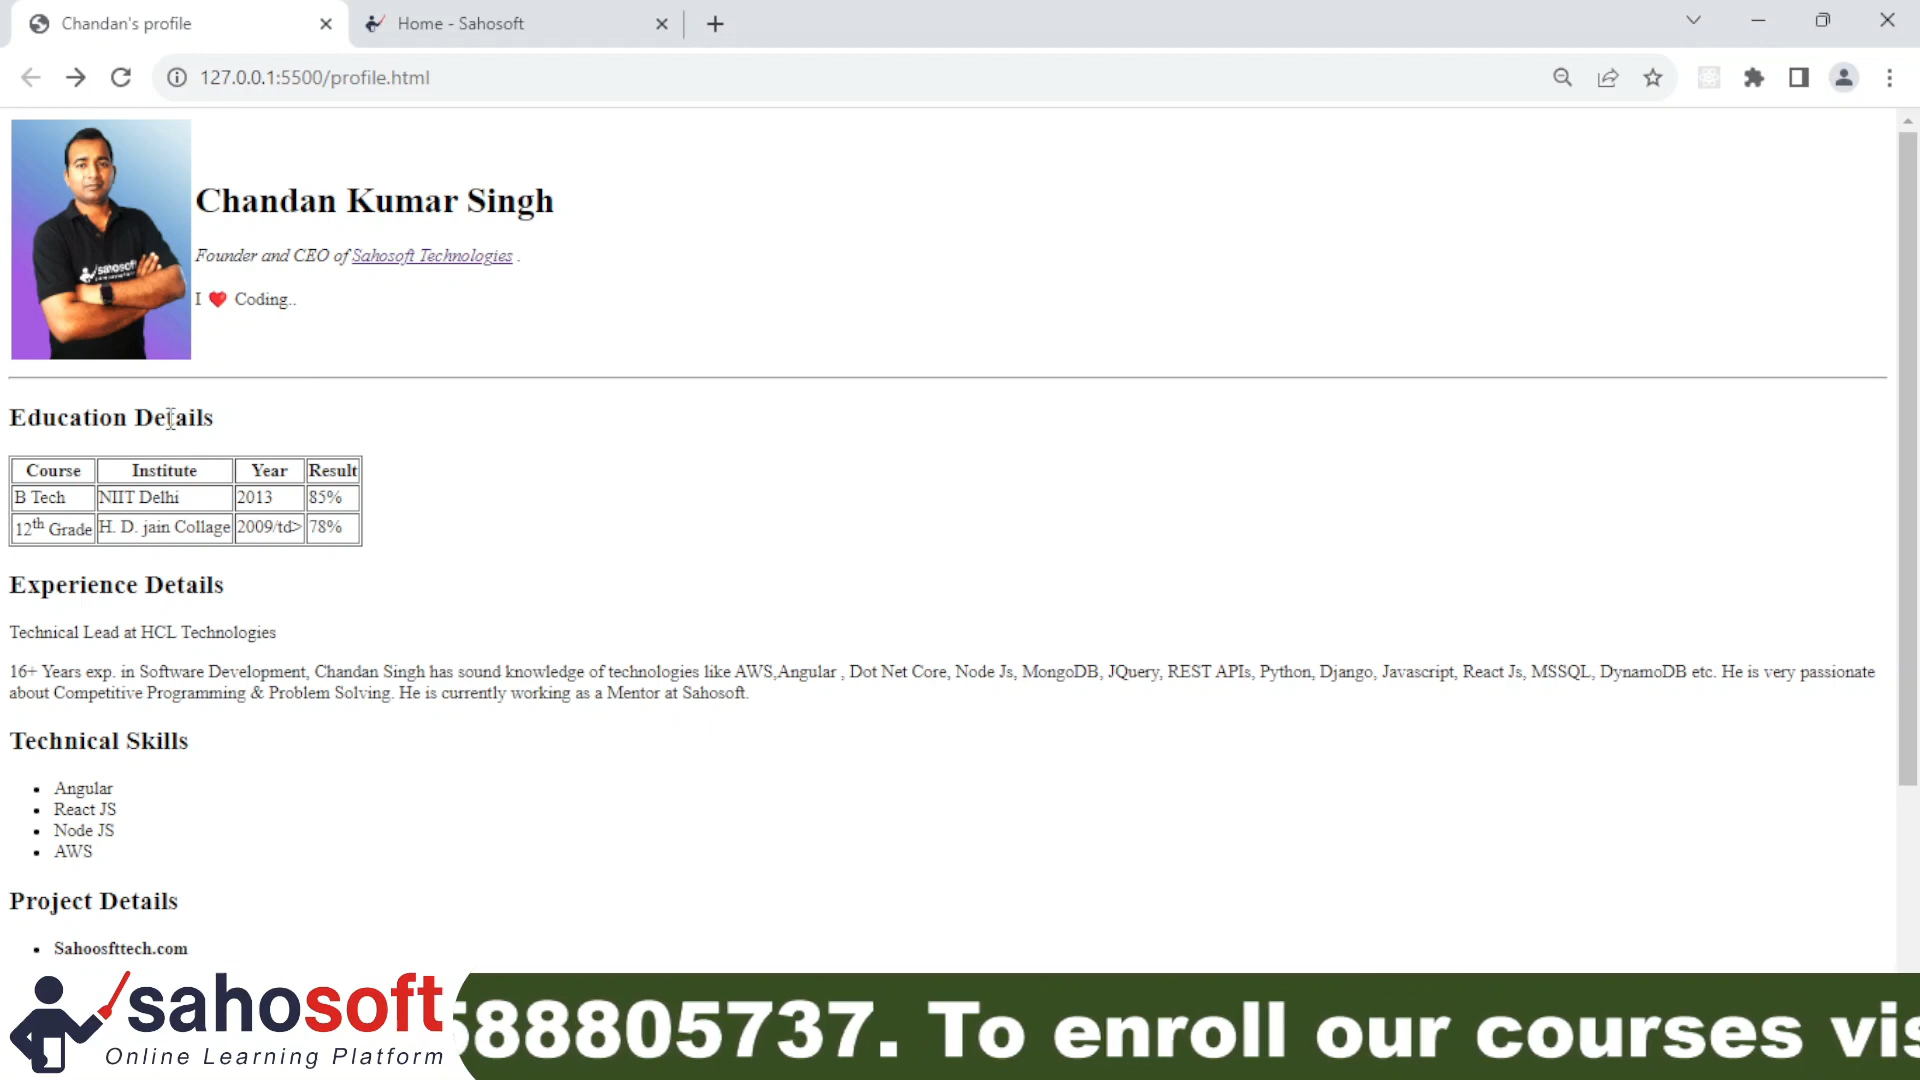 Chandan's profile
Home - Sahosoft
127.0.0.1:5500/profile.html
sahosoft
Chandan Kumar Singh
Founder and CEO of Sahosoft Technologies .
I ❤ Coding..
Education Details
Course Institute Year Result
B Tech NIIT Delhi 2013 85%
12th Grade H. D. jain Collage 2009/td> 78%
Experience Details
Technical Lead at HCL Technologies
16+ Years exp. in Software Development, Chandan Singh has sound knowledge of technologies like AWS,Angular , Dot Net Core, Node Js, MongoDB, JQuery, REST APIs, Python, Django, Javascript, React Js, MSSQL, DynamoDB etc. He is very passionate
about Competitive Programming & Problem Solving. He is currently working as a Mentor at Sahosoft.
Technical Skills
• Angular
• React JS
• Node JS
• AWS
Project Details
• Sahoosfttech.com
sahosoft
Online Learning Platform
588805737. To enroll our courses vis